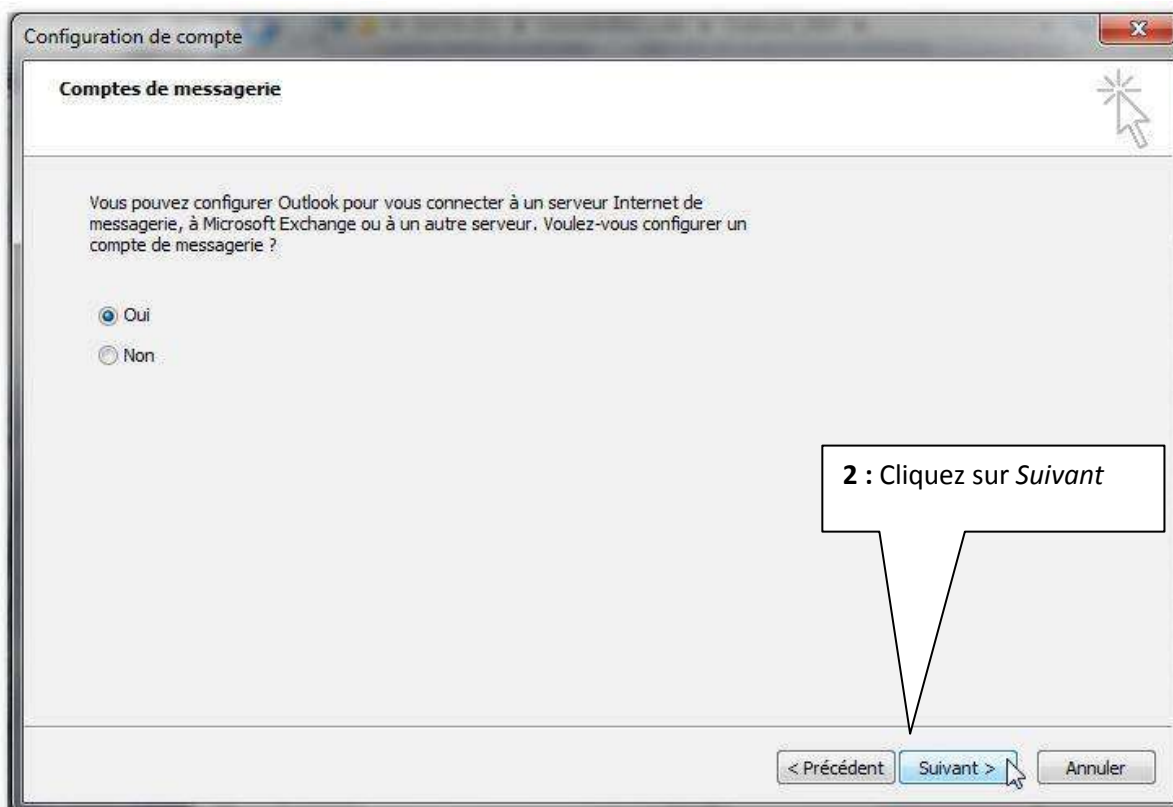 Configuration de compte
Comptes de messagerie
Vous pouvez configurer Outlook pour vous connecter à un serveur Internet de
messagerie, à Microsoft Exchange ou à un autre serveur. Voulez-vous configurer un
compte de messagerie ?
Oui
Non
2 : Cliquez sur Suivant
< Précédent
Suivant >
Annuler